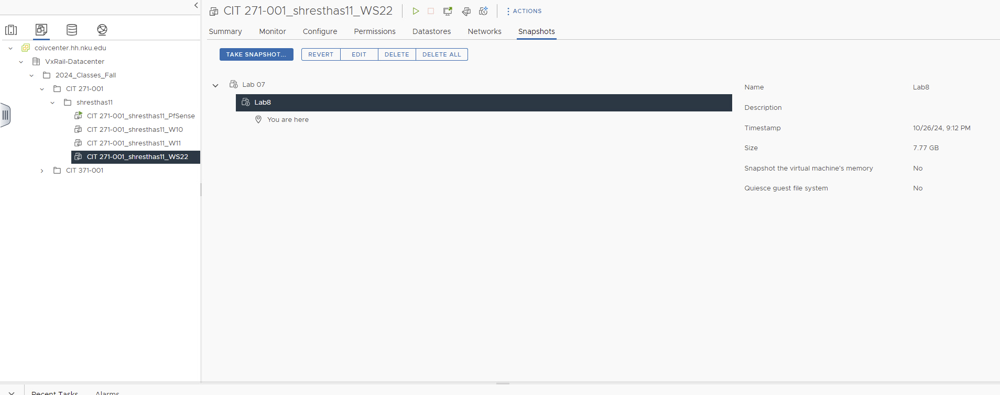 CIT 271-001_shresthas11_WS22
ACTIONS
Summary Monitor Configure Permissions Datastores Networks Snapshots
coivcenter.hh.nku.edu
VxRail-Datacenter
2024_Classes_Fall
CIT 271-001
shresthas11
CIT 271-001_shresthas11_PfSense
CIT 271-001_shresthas11_W10
CIT 271-001_shresthas11_W11
CIT 271-001_shresthas11_WS22
CIT 371-001
TAKE SNAPSHOT... REVERT EDIT DELETE DELETE ALL
Lab 07
Lab8
You are here
Name Lab8
Description
Timestamp 10/26/24, 9:12 PM
Size 7.77 GB
Snapshot the virtual machine's memory No
Quiesce guest file system No
Recent Tasks Alarms